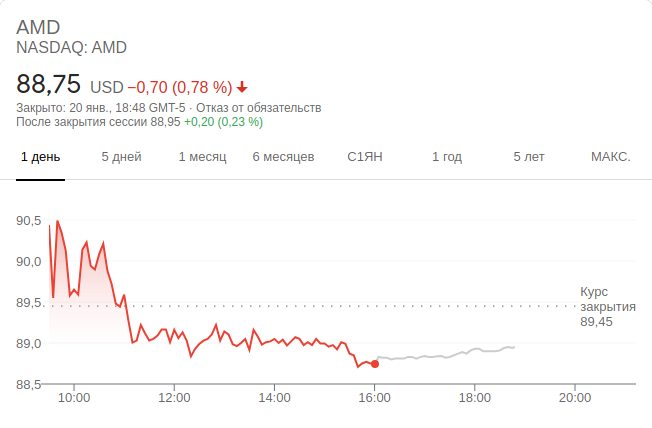 AMD
NASDAQ: AMD
88,75 USD −0,70 (0,78 %)
Закрыто: 20 янв., 18:48 GMT-5 · Отказ от обязательств
После закрытия сессии 88,95 +0,20 (0,23 %)
1 день 5 дней 1 месяц 6 месяцев С1ЯН 1 год 5 лет МАКС.
90,5
90,0
89,5
89,0
88,5
Курс
закрытия
89,45
10:00 12:00 14:00 16:00 18:00 20:00